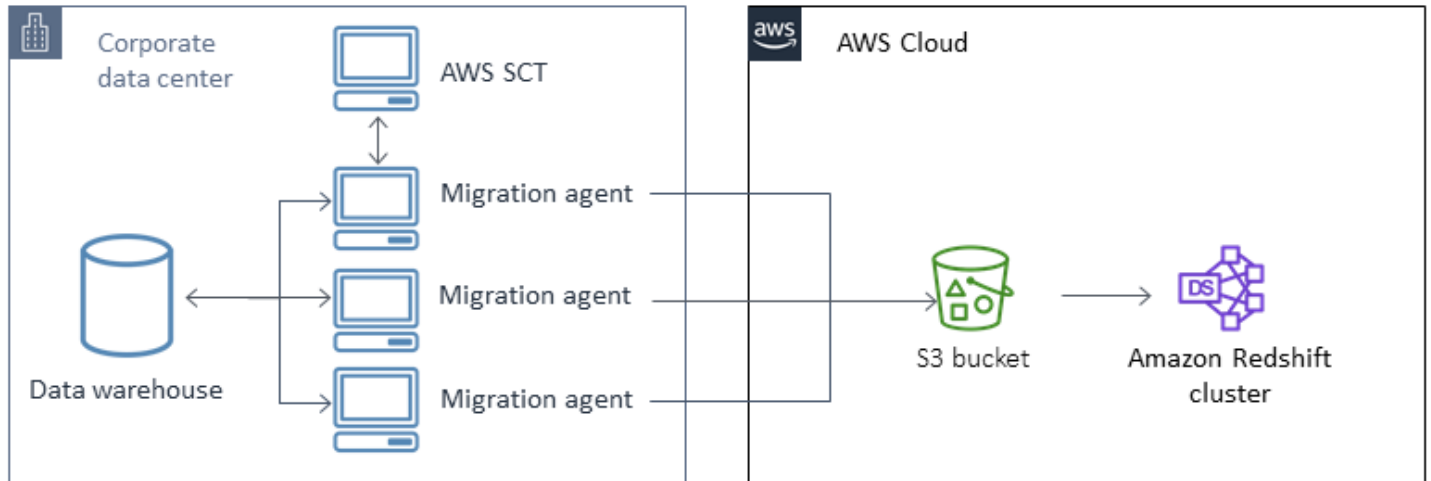 Corporate
data center
AWS SCT
aws
AWS Cloud
Migration agent
Migration agent
DS
S3 bucket
Amazon Redshift
cluster
Data warehouse
Migration agent